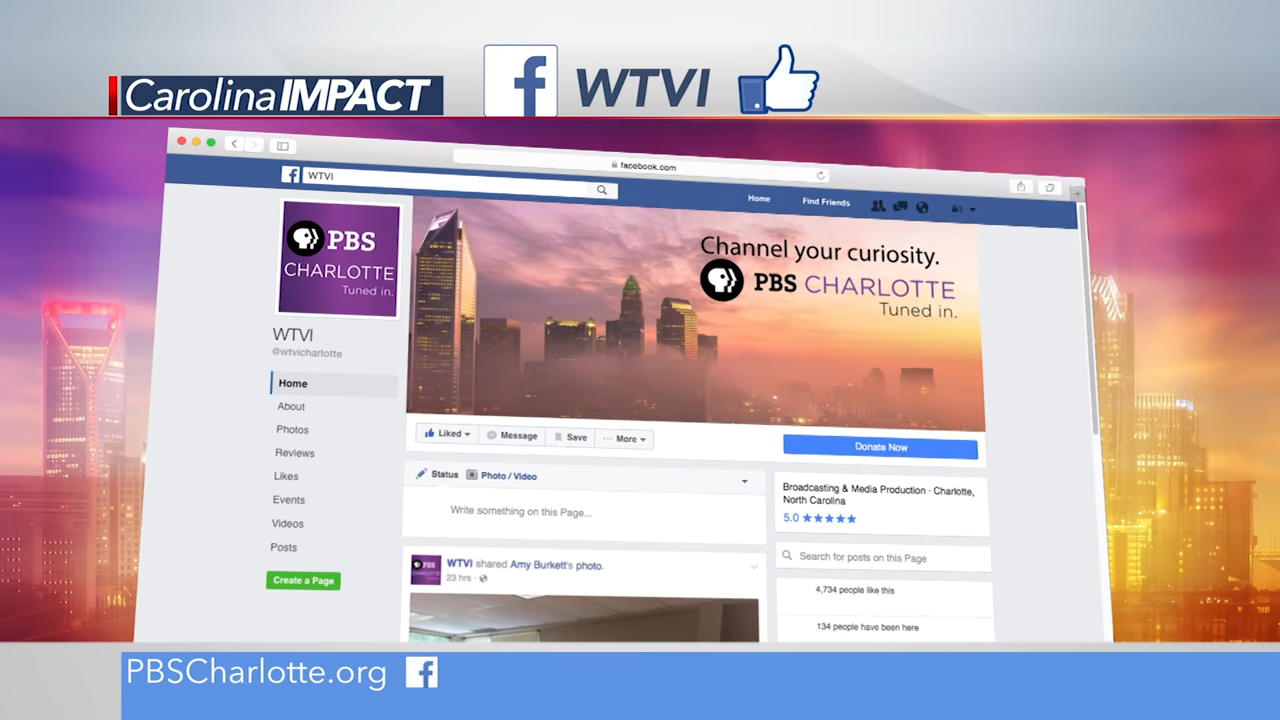 Carolina IMPACT
f WTVI
facebook.com
f WTVI
Home Find Friends
PBS
CHARLOTTE
Tuned in.
Channel your curiosity.
PBS CHARLOTTE
Tuned in.
WTVI
@wtvicharlotte
Home
About
Photos
Reviews
Likes
Events
Videos
Posts
Create a Page
Liked Message Save ... More
Donate Now
Status Photo / Video
Write something on this Page...
Broadcasting & Media Production · Charlotte,
North Carolina
5.0 ★★★★★
Search for posts on this Page
4,734 people like this
134 people have been here
PBS
CHARLOTTE
WTVI shared Amy Burkett's photo.
23 hrs ·
PBSCharlotte.org f